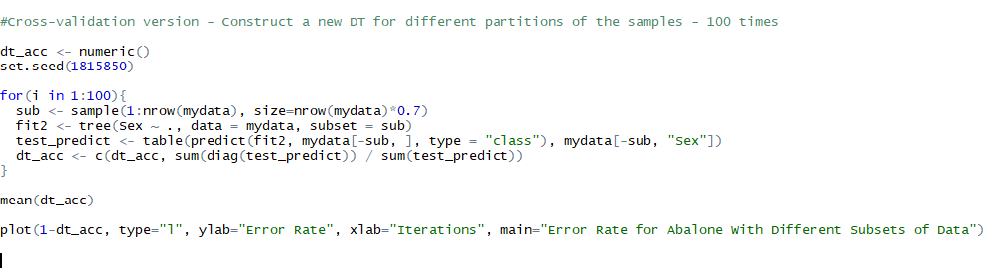 #Cross-validation version - Construct a new DT for different partitions of the samples - 100 times
dt_acc <- numeric()
set.seed(1815850)
for(i in 1:100){
sub <- sample(1:nrow(mydata), size=nrow(mydata)*0.7)
fit2 <- tree(Sex ~ ., data = mydata, subset = sub)
test_predict <- table(predict(fit2, mydata[-sub, ], type = "class"), mydata[-sub, "Sex"])
dt_acc <- c(dt_acc, sum(diag(test_predict)) / sum(test_predict))
}
mean(dt_acc)
plot(1-dt_acc, type="l", ylab="Error Rate", xlab="Iterations", main="Error Rate for Abalone With Different Subsets of Data")